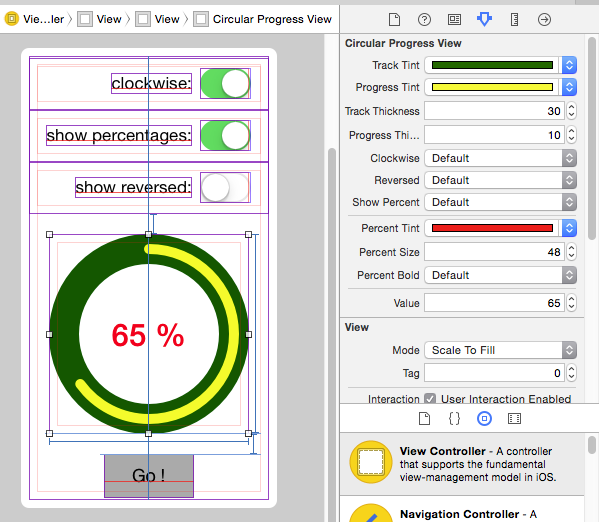 Vie...ler
View
View
Circular Progress View
clockwise:
show percentages:
show reversed:
65 %
Go !
Circular Progress View
Track Tint
Progress Tint
Track Thickness 30
Progress Thi... 10
Clockwise Default
Reversed Default
Show Percent Default
Percent Tint
Percent Size 48
Percent Bold Default
Value 65
View
Mode Scale To Fill
Tag 0
Interaction User Interaction Enabled
{}
View Controller - A controller
that supports the fundamental
view-management model in iOS.
Navigation Controller - A